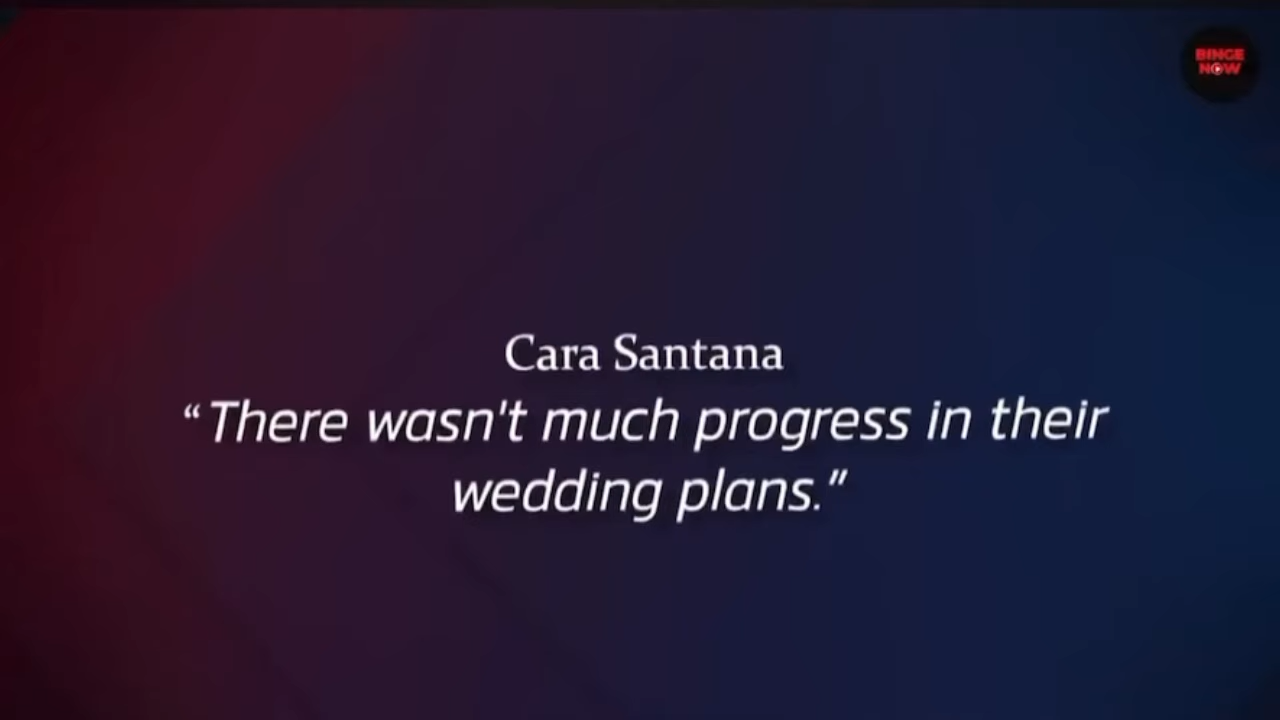 BINGE
NOW
Cara Santana
“There wasn't much progress in their
wedding plans.”